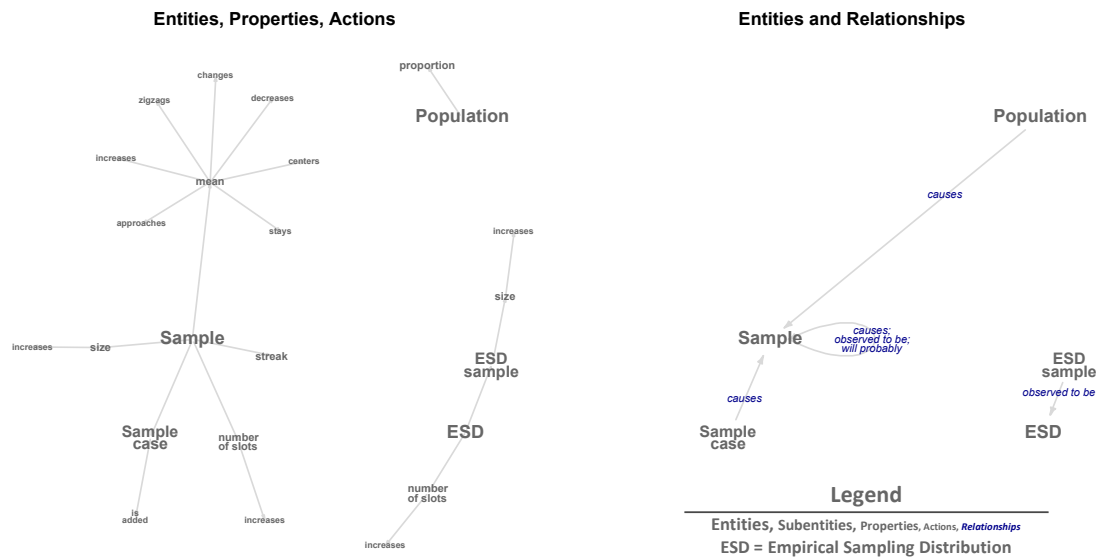 Entities, Properties, Actions
Entities and Relationships
changes
proportion
zigzags
decreases
Population
increases
centers
mean
approaches
stays
increases
size
Sample
increases
size
streak
ESD
sample
Sample
case
number
of slots
ESD
number
of slots
is
added
increases
increases
Population
causes
Sample
causes;
observed to be;
will probably
ESD
sample
causes
observed to be
Sample
case
ESD
Legend
Entities, Subentities, Properties, Actions, Relationships
ESD = Empirical Sampling Distribution